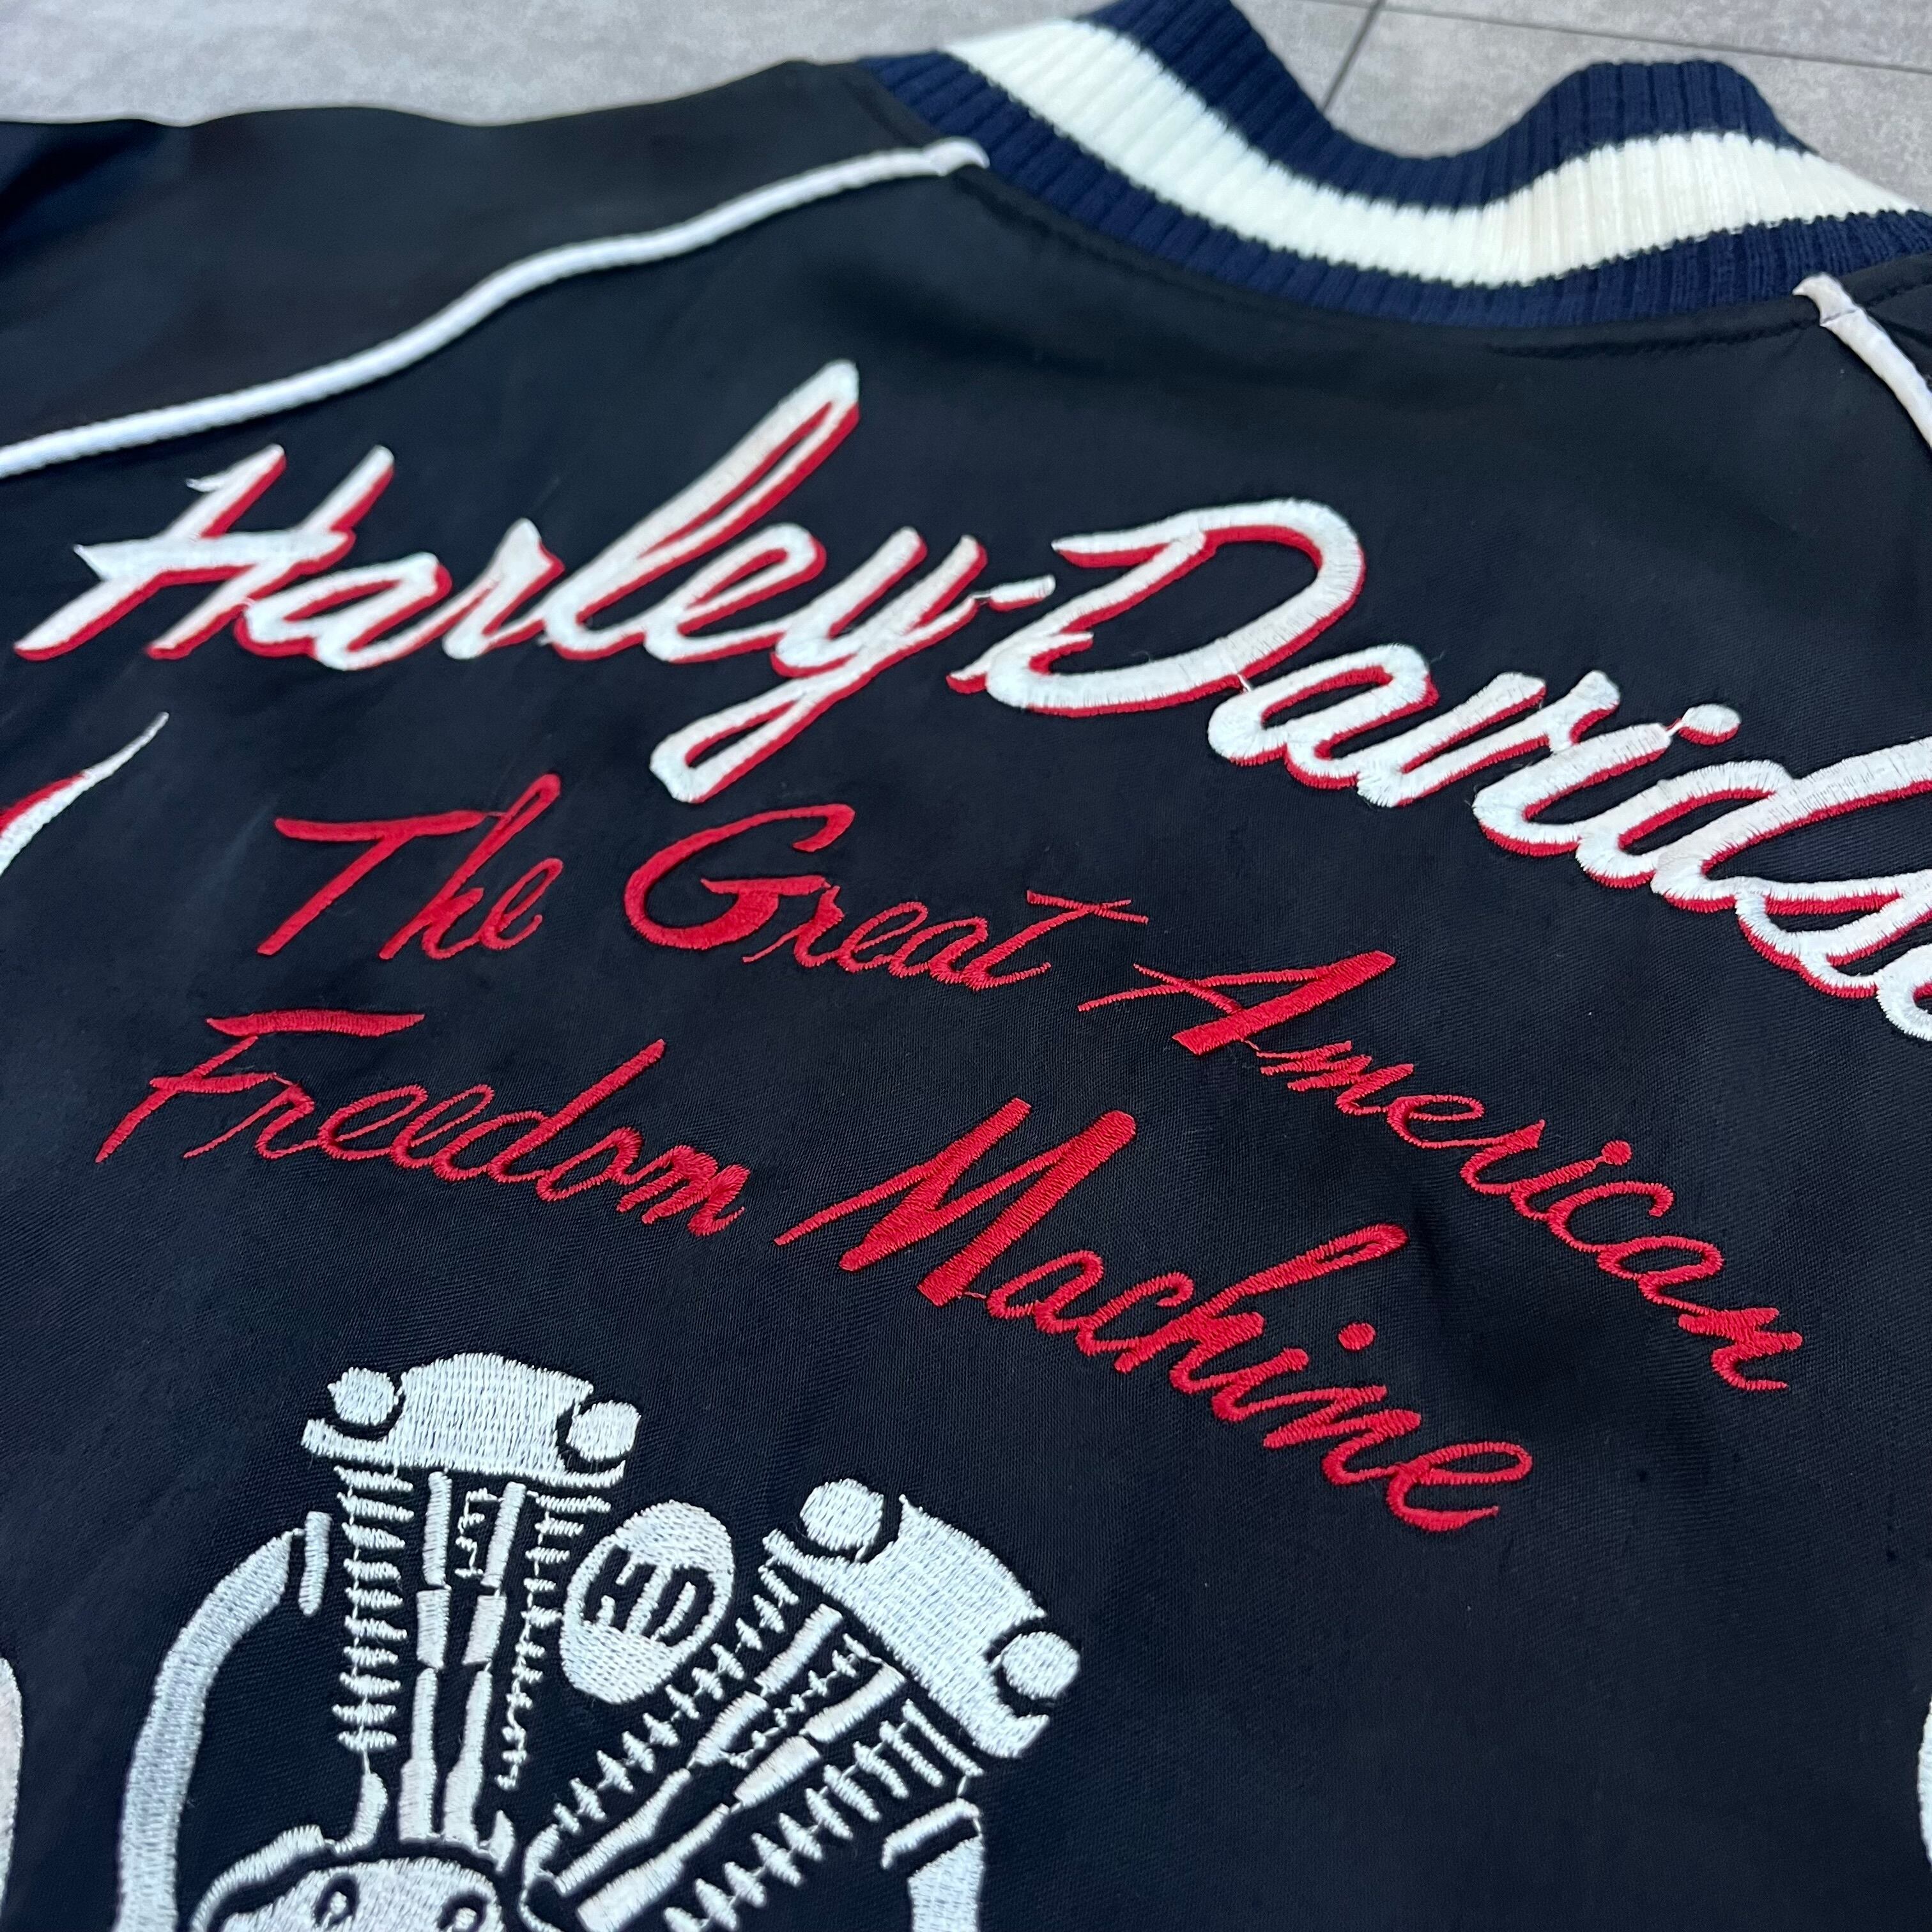 Harley-Davids
The Great American
Freedom Machine
HD